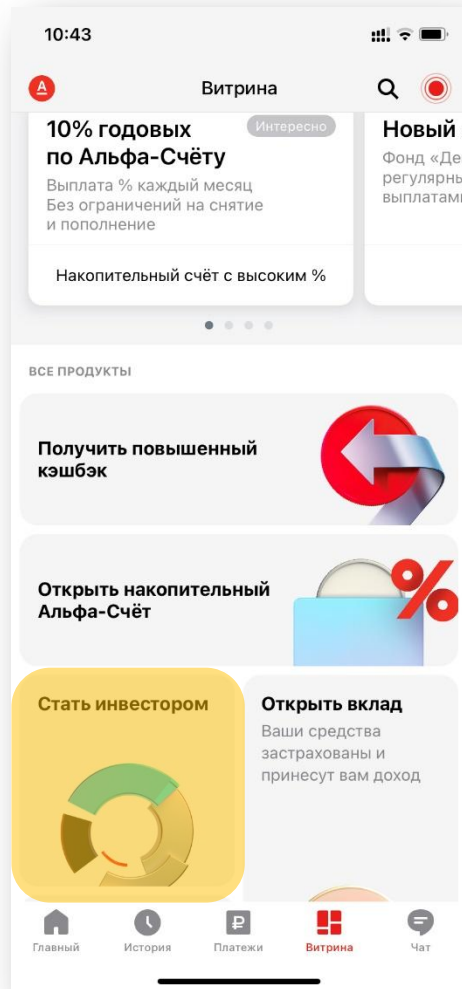 10:43
А
Витрина
10% годовых
по Альфа-Счёту
Интересно
Выплата % каждый месяц
Без ограничений на снятие
и пополнение
Накопительный счёт с высоким %
Новый
Фонд «Де
регулярны
выплатами
ВСЕ ПРОДУКТЫ
Получить повышенный
кэшбэк
Открыть накопительный
Альфа-Счёт
%
Стать инвестором
Открыть вклад
Ваши средства
застрахованы и
принесут вам доход
₽
Главный
История
Платежи
Витрина
Чат